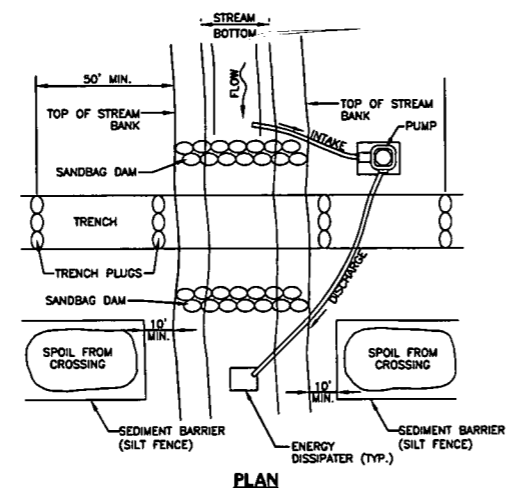 STREAM
BOTTOM
50' MIN.
FLOW
TOP OF STREAM
BANK
TOP OF STREAM
BANK
INTAKE
PUMP
SANDBAG DAM
TRENCH
TRENCH PLUGS
SANDBAG DAM
DISCHARGE
10'
MIN.
SPOIL FROM
CROSSING
SPOIL FROM
CROSSING
10'
MIN.
SEDIMENT BARRIER
(SILT FENCE)
ENERGY
DISSIPATER (TYP.)
SEDIMENT BARRIER
(SILT FENCE)
PLAN